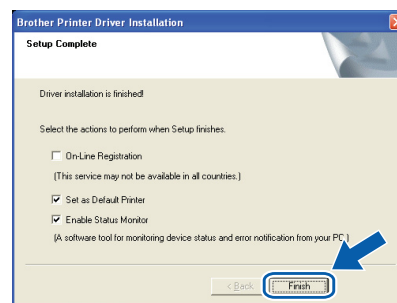 Brother Printer Driver Installation
Setup Complete
Driver installation is finished!
Select the actions to perform when Setup finishes.
On-Line Registration
(This service may not be available in all countries.)
Set as Default Printer
Enable Status Monitor
(A software tool for monitoring device status and error notification from your PC.)
< Back
Finish